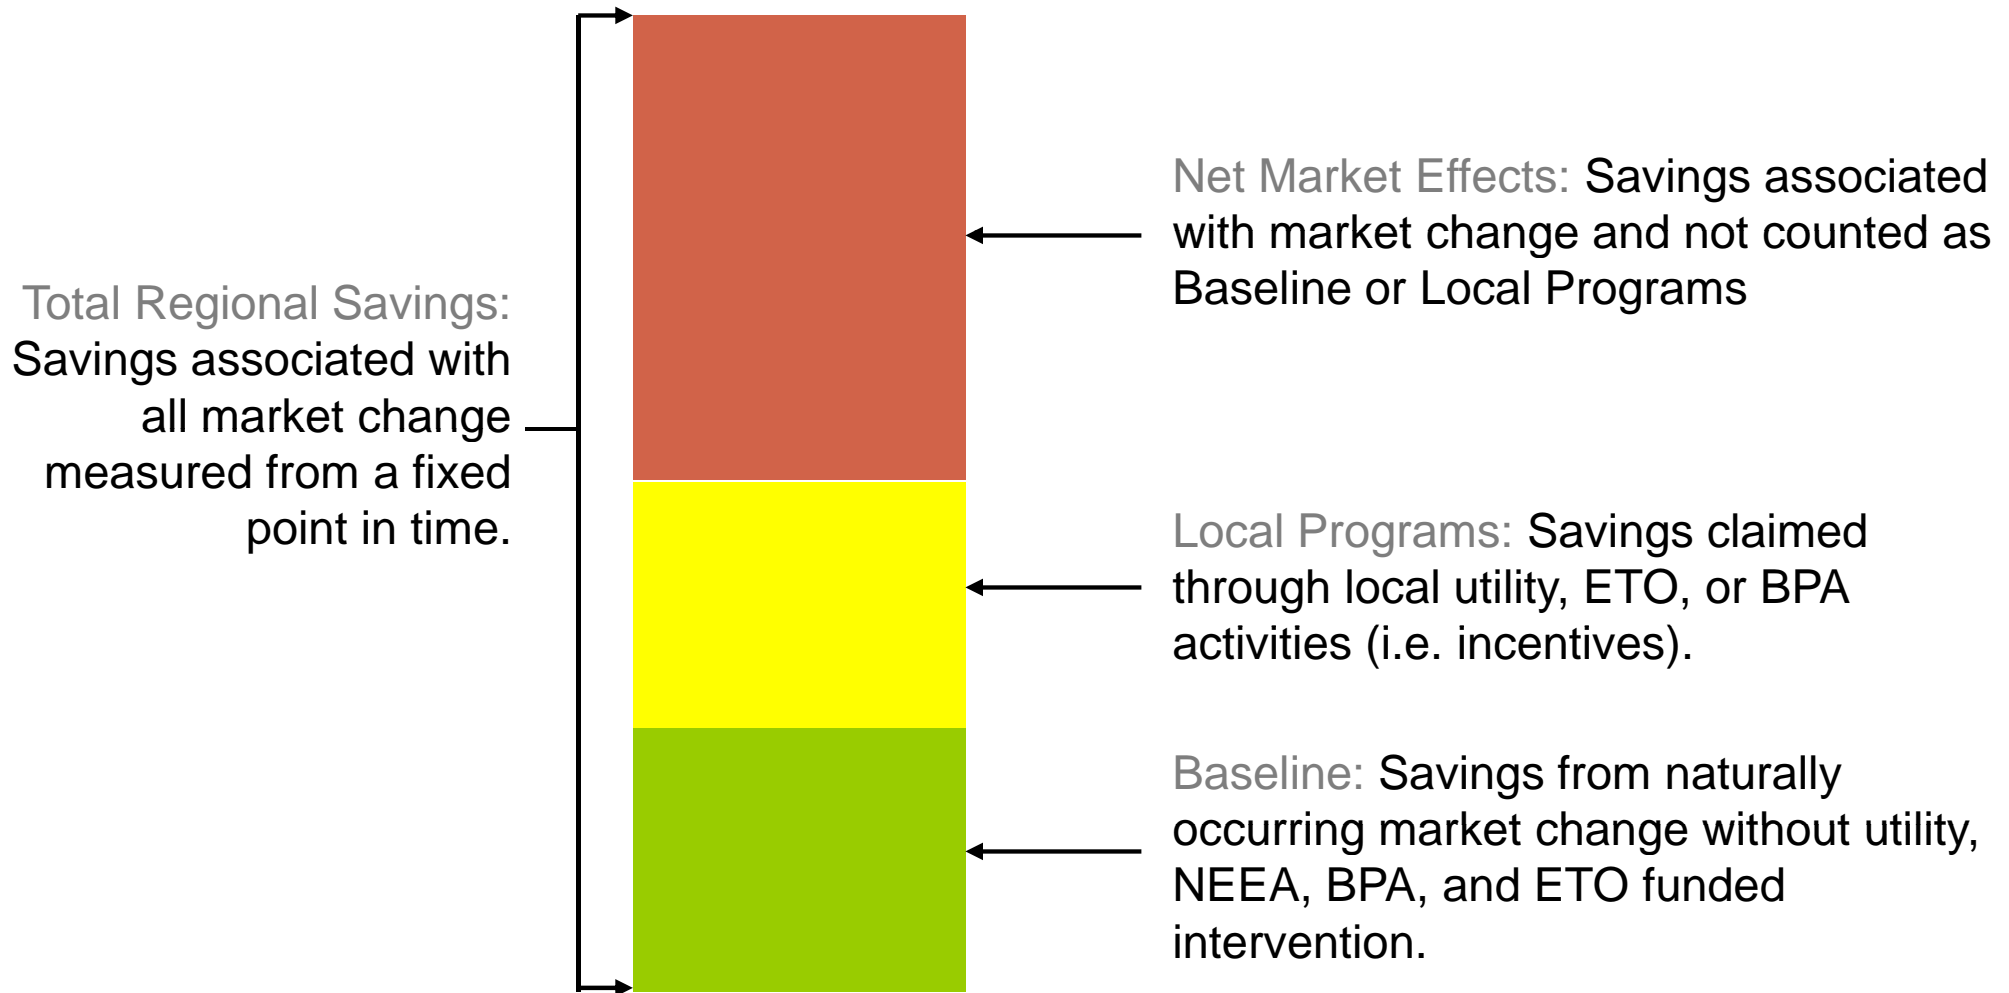 Total Regional Savings:
Savings associated with
all market change
measured from a fixed
point in time.
Net Market Effects: Savings associated
with market change and not counted as
Baseline or Local Programs
Local Programs: Savings claimed
through local utility, ETO, or BPA
activities (i.e. incentives).
Baseline: Savings from naturally
occurring market change without utility,
NEEA, BPA, and ETO funded
intervention.